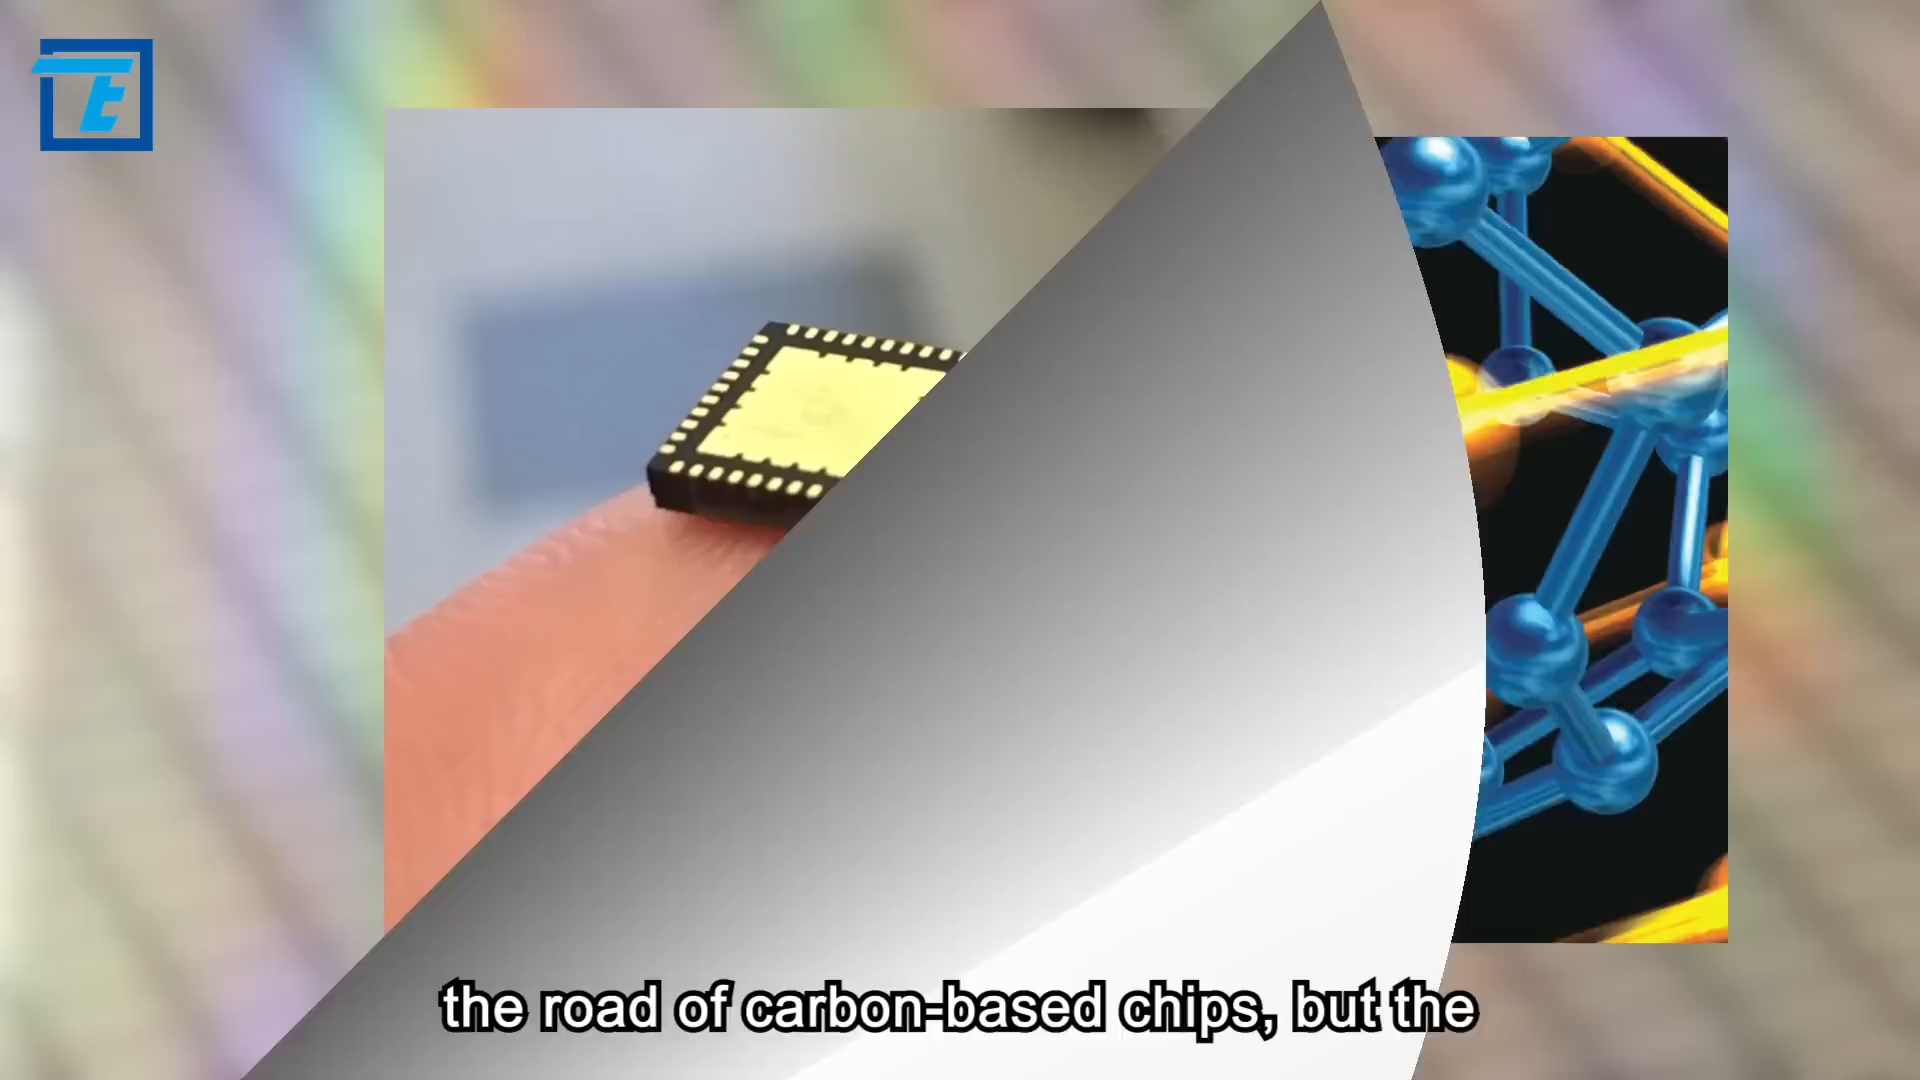 t
the road of carbon-based chips, but the